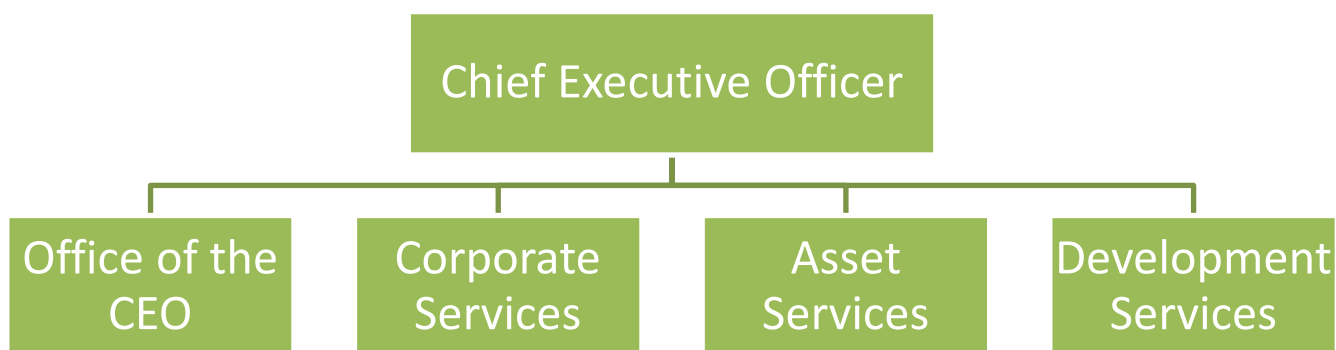 Chief Executive Officer
Office of the
CEO
Corporate
Services
Asset
Services
Development
Services